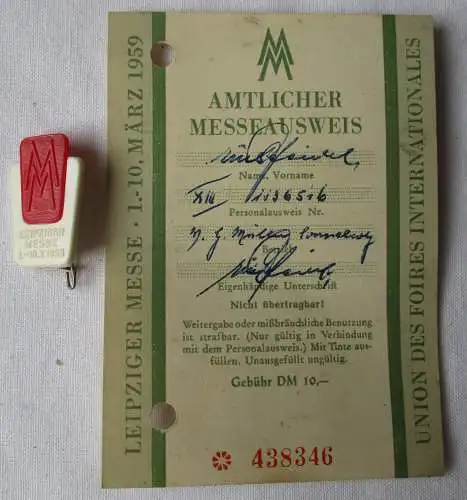 LEIPZIGER MESSE · 1.-10. MÄRZ 1959
AMTLICHER
MESSEAUSWEIS
Name, Vorname
XIII 1196516
Personalausweis Nr.
Eigenhändige Unterschrift
Nicht übertragbar!
Weitergabe oder mißbräuchliche Benutzung
ist strafbar. (Nur gültig in Verbindung
mit dem Personalausweis.) Mit Tinte aus-
füllen. Unausgefüllt ungültig.
Gebühr DM 10,—
438346
UNION DES FOIRES INTERNATIONALES